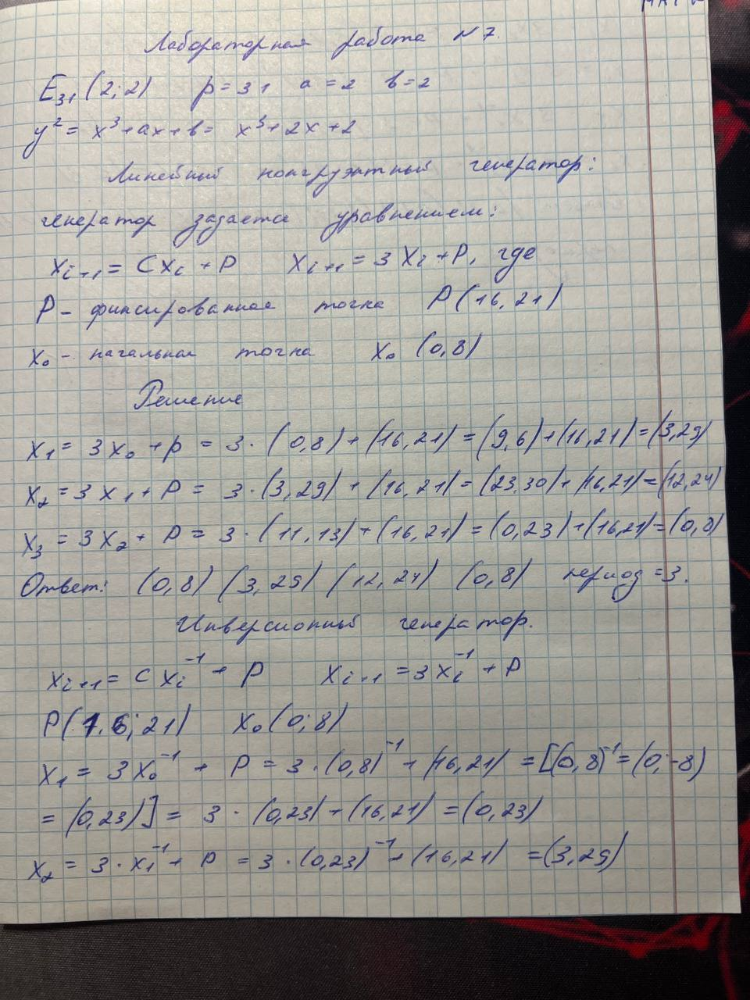 Лабораторная работа №7.
E₃₁ (2; 2) p = 31 a = 2 b = 2
y² = x³ + ax + b = x³ + 2x + 2
Линейный конгруэнтный генератор:
генератор задается уравнением:
Xᵢ₊₁ = CXᵢ + P Xᵢ₊₁ = 3Xᵢ + P, где
P – фиксированная точка P(16, 21)
X₀ – начальная точка X₀ (0,8)
Решение
X₁ = 3X₀ + P = 3 · (0,8) + (16,21) = (9,6) + (16,21) = (3,29)
X₂ = 3X₁ + P = 3 · (3,29) + (16,21) = (23,30) + (16,21) = (12,24)
X₃ = 3X₂ + P = 3 · (11,13) + (16,21) = (0,23) + (16,21) = (0,8)
Ответ: (0,8) (3,29) (12,24) (0,8) период = 3.
Инверсионный генератор.
Xᵢ₊₁ = CXᵢ⁻¹ + P Xᵢ₊₁ = 3Xᵢ⁻¹ + P
P(16; 21) X₀(0; 8)
X₁ = 3X₀⁻¹ + P = 3 · (0,8)⁻¹ + (16,21) = [(0,8)⁻¹ = (0; -8)
= (0,23)] = 3 · (0,23) + (16,21) = (0,23)
X₂ = 3 · X₁⁻¹ + P = 3 · (0,23)⁻¹ + (16,21) = (3,29)